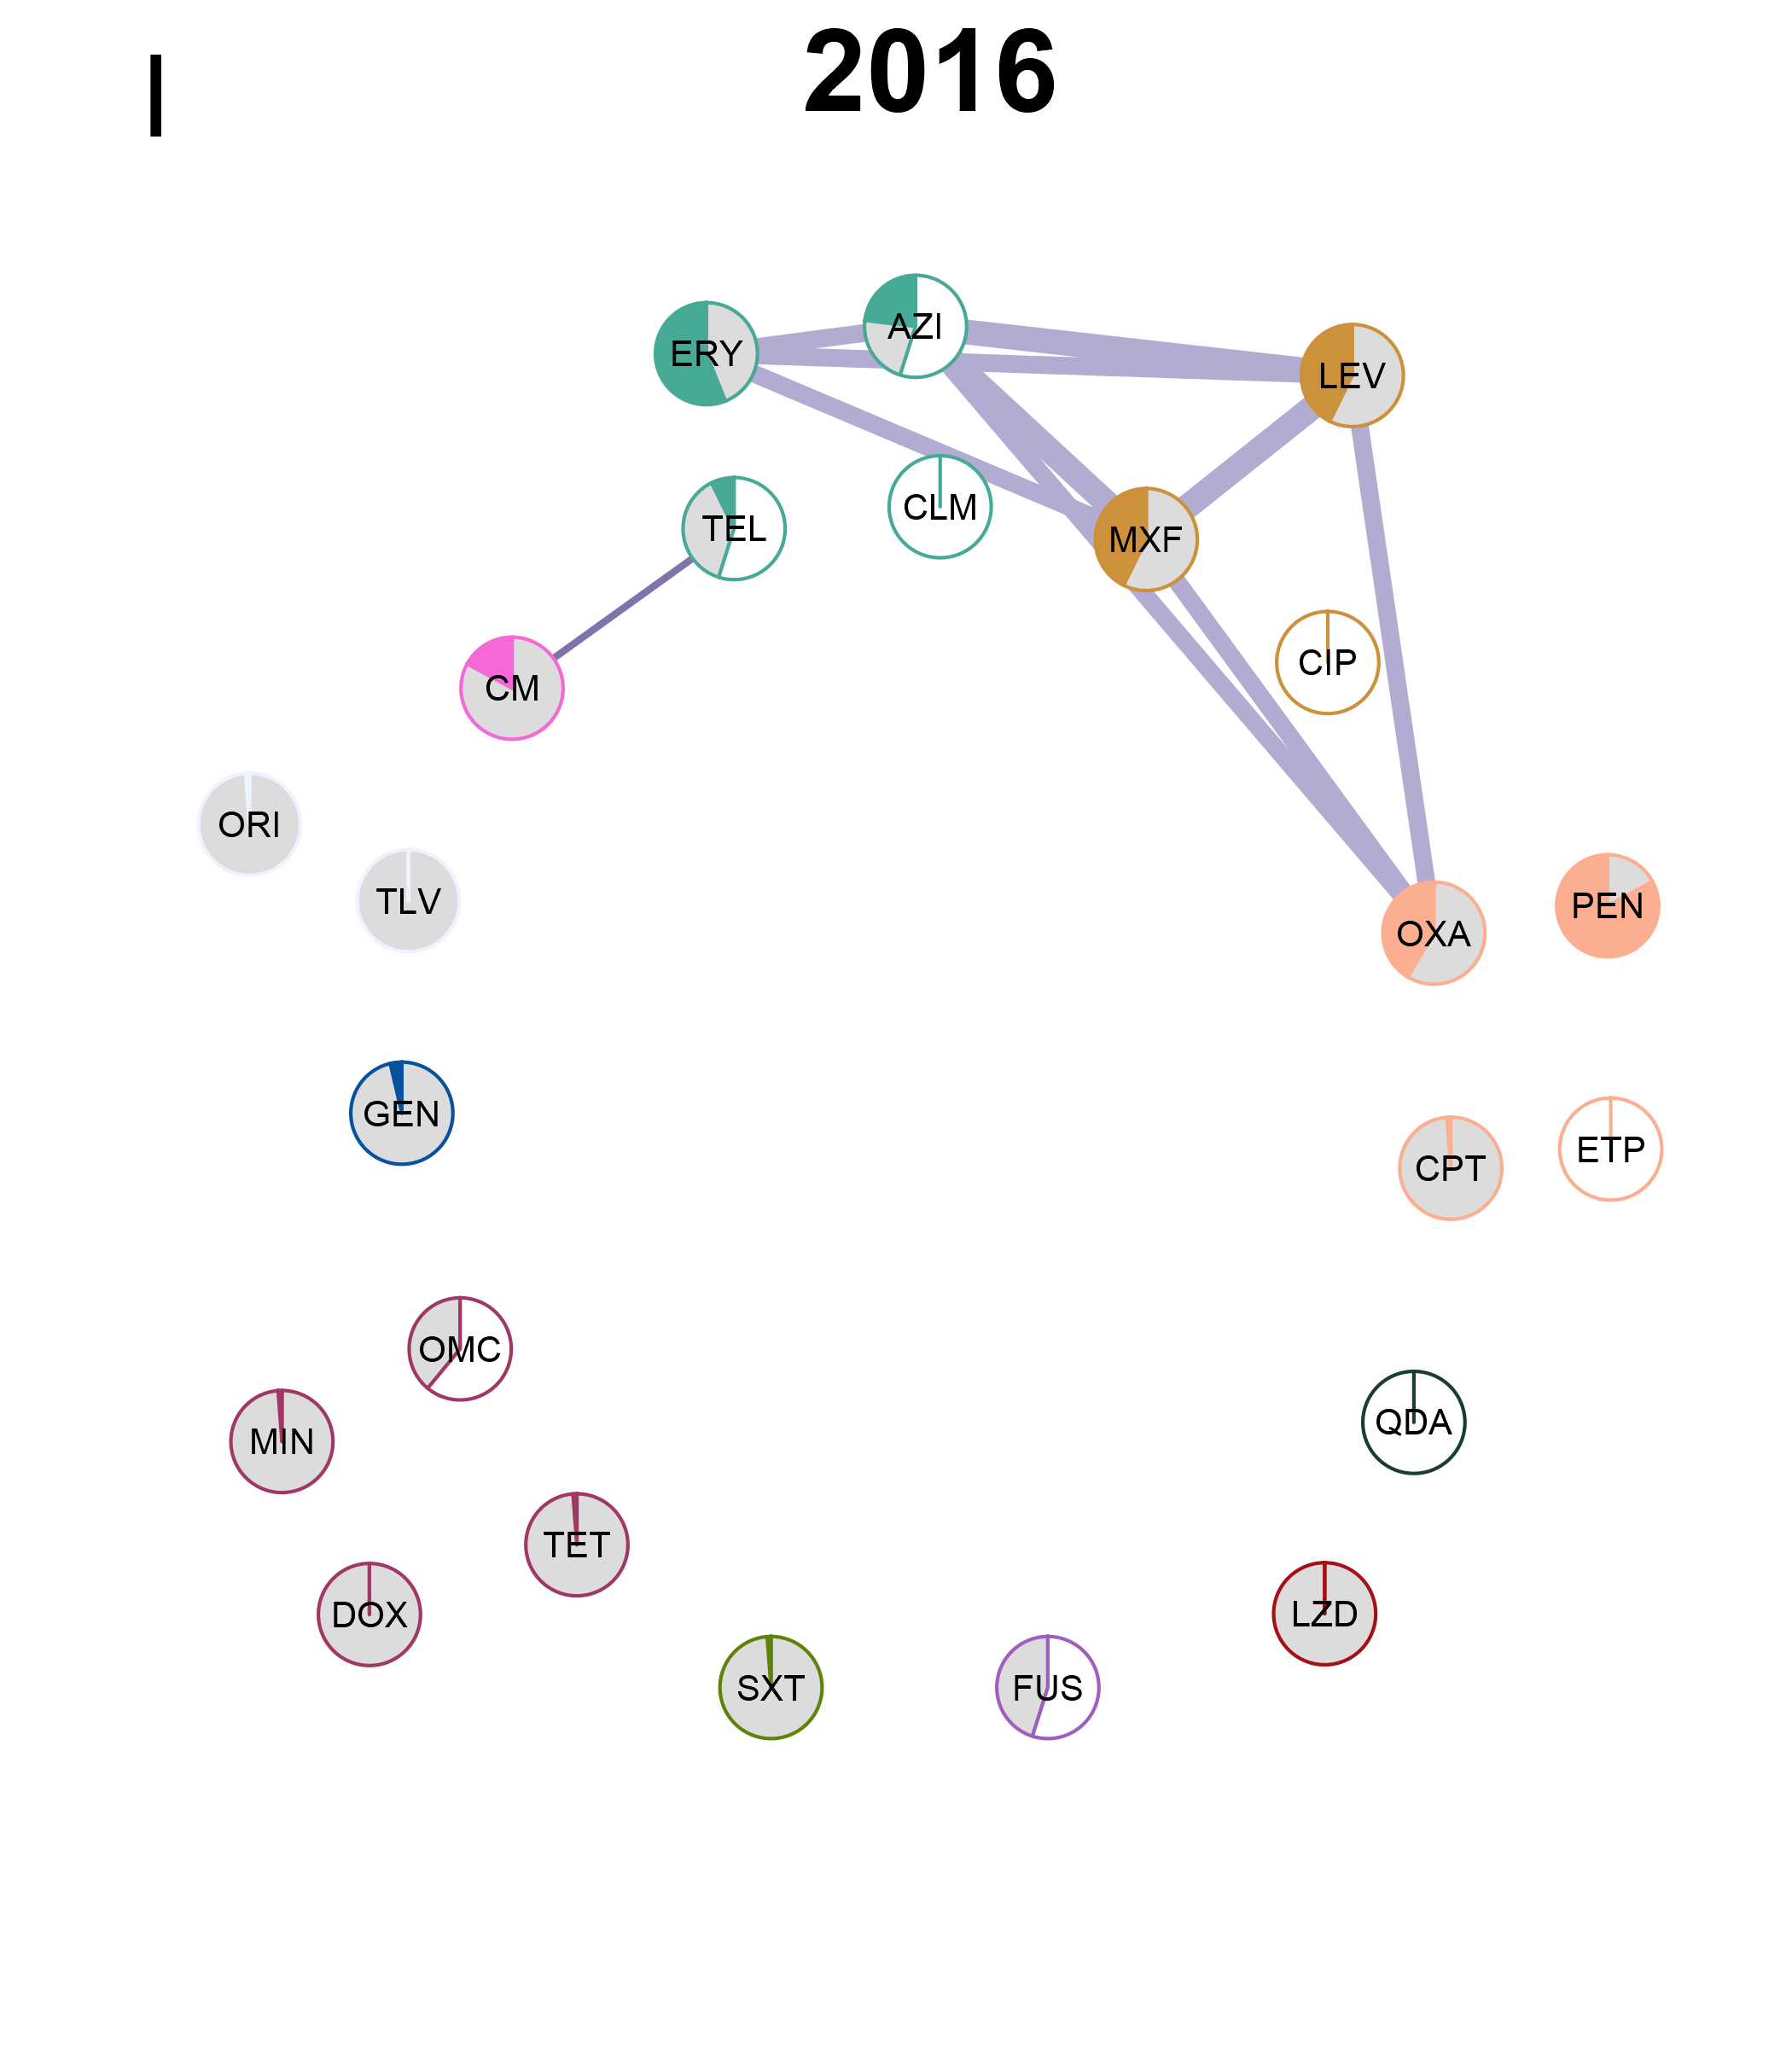 I
2016
ERY
AZI
LEV
TEL
CLM
MXF
CM
CIP
ORI
TLV
OXA
PEN
GEN
CPT
ETP
OMC
MIN
QDA
TET
DOX
LZD
SXT
FUS